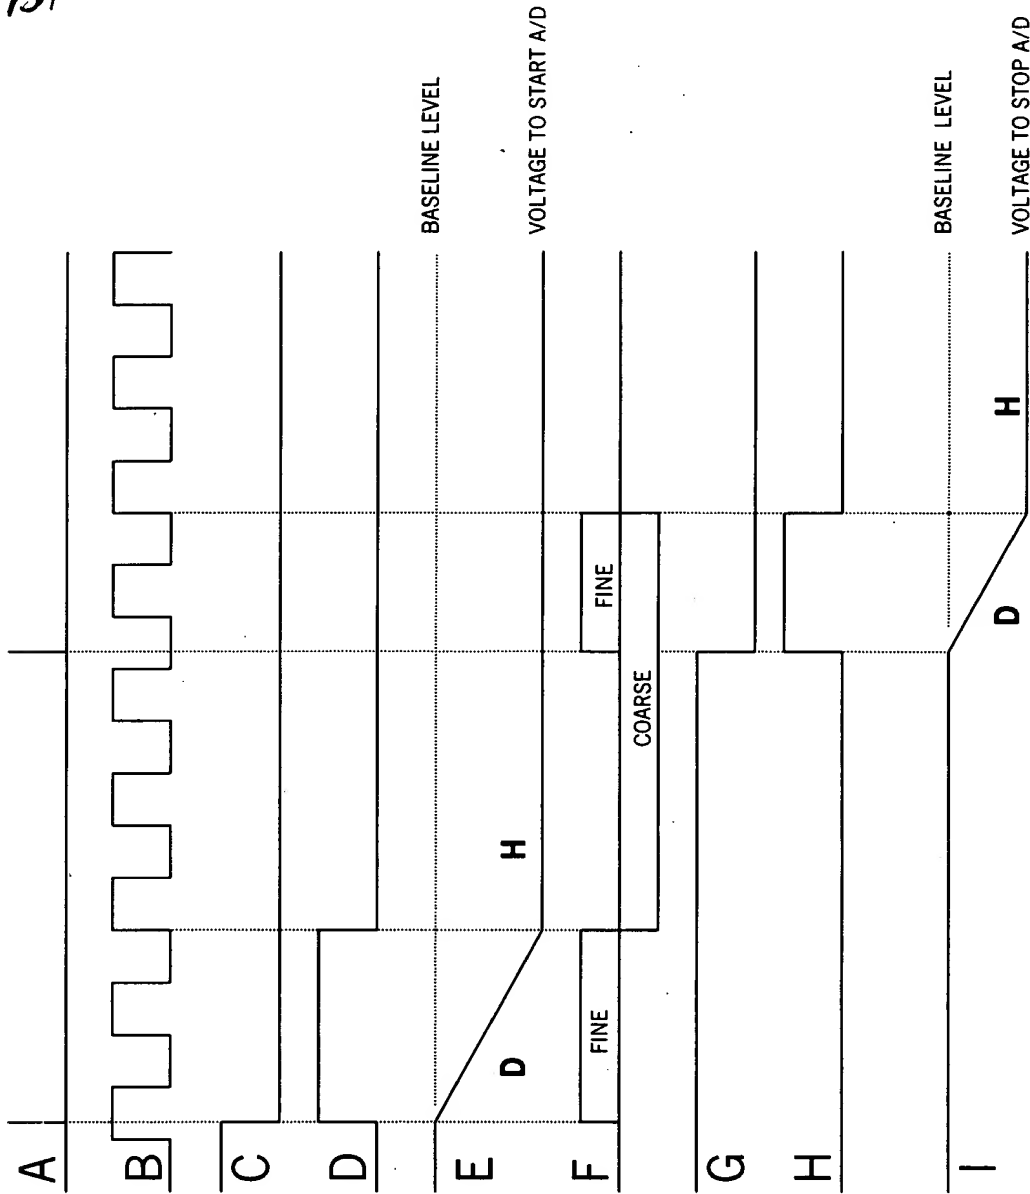 A
B
C
D
BASELINE LEVEL
E
D
H
VOLTAGE TO START A/D
F
FINE
FINE
COARSE
G
H
BASELINE LEVEL
I
D
H
VOLTAGE TO STOP A/D